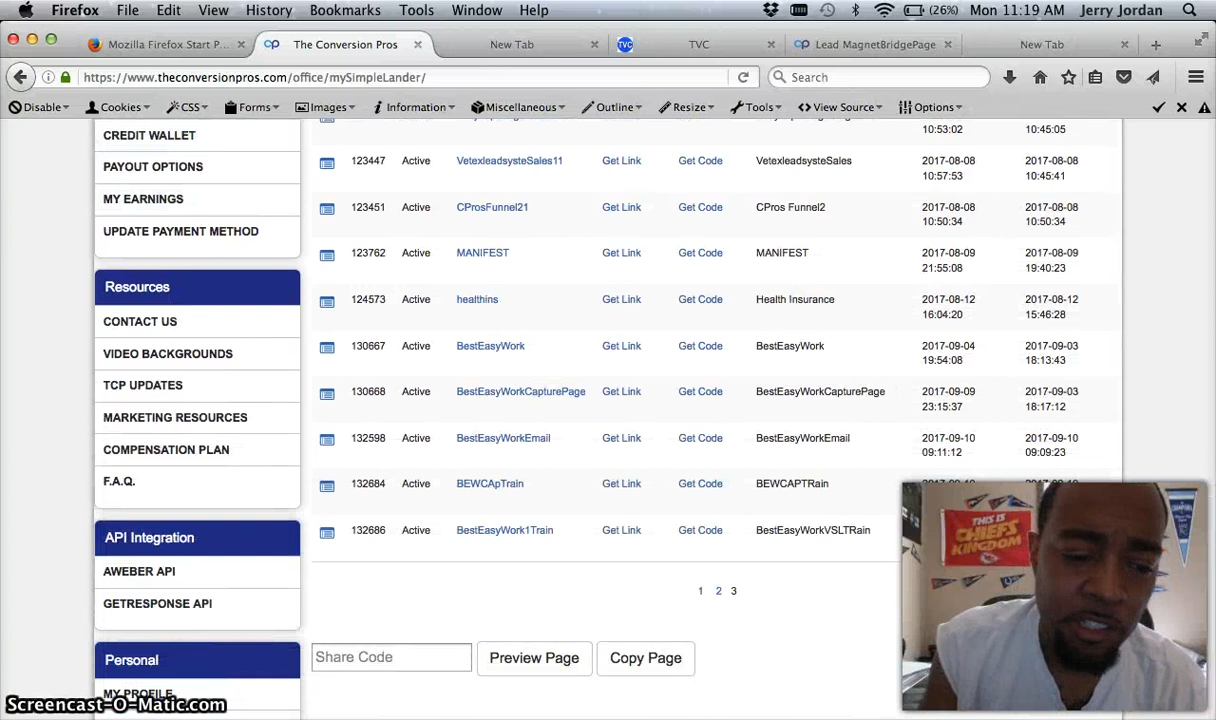 Firefox File Edit View History Bookmarks Tools Window Help (26%) Mon 11:19 AM Jerry Jordan
Mozilla Firefox Start P... The Conversion Pros New Tab TVC Lead MagnetBridgePage New Tab
https://www.theconversionpros.com/office/mySimpleLander/ Search
Disable Cookies CSS Forms Images Information Miscellaneous Outline Resize Tools View Source Options
CREDIT WALLET
PAYOUT OPTIONS
MY EARNINGS
UPDATE PAYMENT METHOD
Resources
CONTACT US
VIDEO BACKGROUNDS
TCP UPDATES
MARKETING RESOURCES
COMPENSATION PLAN
F.A.Q.
API Integration
AWEBER API
GETRESPONSE API
Personal
MY PROFILE
10:53:02 10:45:05
123447 Active VetexleadsysteSales11 Get Link Get Code VetexleadsysteSales 2017-08-08 2017-08-08
10:57:53 10:45:41
123451 Active CProsFunnel21 Get Link Get Code CPros Funnel2 2017-08-08 2017-08-08
10:50:34 10:50:34
123762 Active MANIFEST Get Link Get Code MANIFEST 2017-08-09 2017-08-09
21:55:08 19:40:23
124573 Active healthins Get Link Get Code Health Insurance 2017-08-12 2017-08-12
16:04:20 15:46:28
130667 Active BestEasyWork Get Link Get Code BestEasyWork 2017-09-04 2017-09-03
19:54:08 18:13:43
130668 Active BestEasyWorkCapturePage Get Link Get Code BestEasyWorkCapturePage 2017-09-09 2017-09-03
23:15:37 18:17:12
132598 Active BestEasyWorkEmail Get Link Get Code BestEasyWorkEmail 2017-09-10 2017-09-10
09:11:12 09:09:23
132684 Active BEWCApTrain Get Link Get Code BEWCAPTRain
132686 Active BestEasyWork1Train Get Link Get Code BestEasyWorkVSLTRain
1 2 3
Share Code Preview Page Copy Page
THIS IS
CHIEFS
KINGDOM
Screencast-O-Matic.com